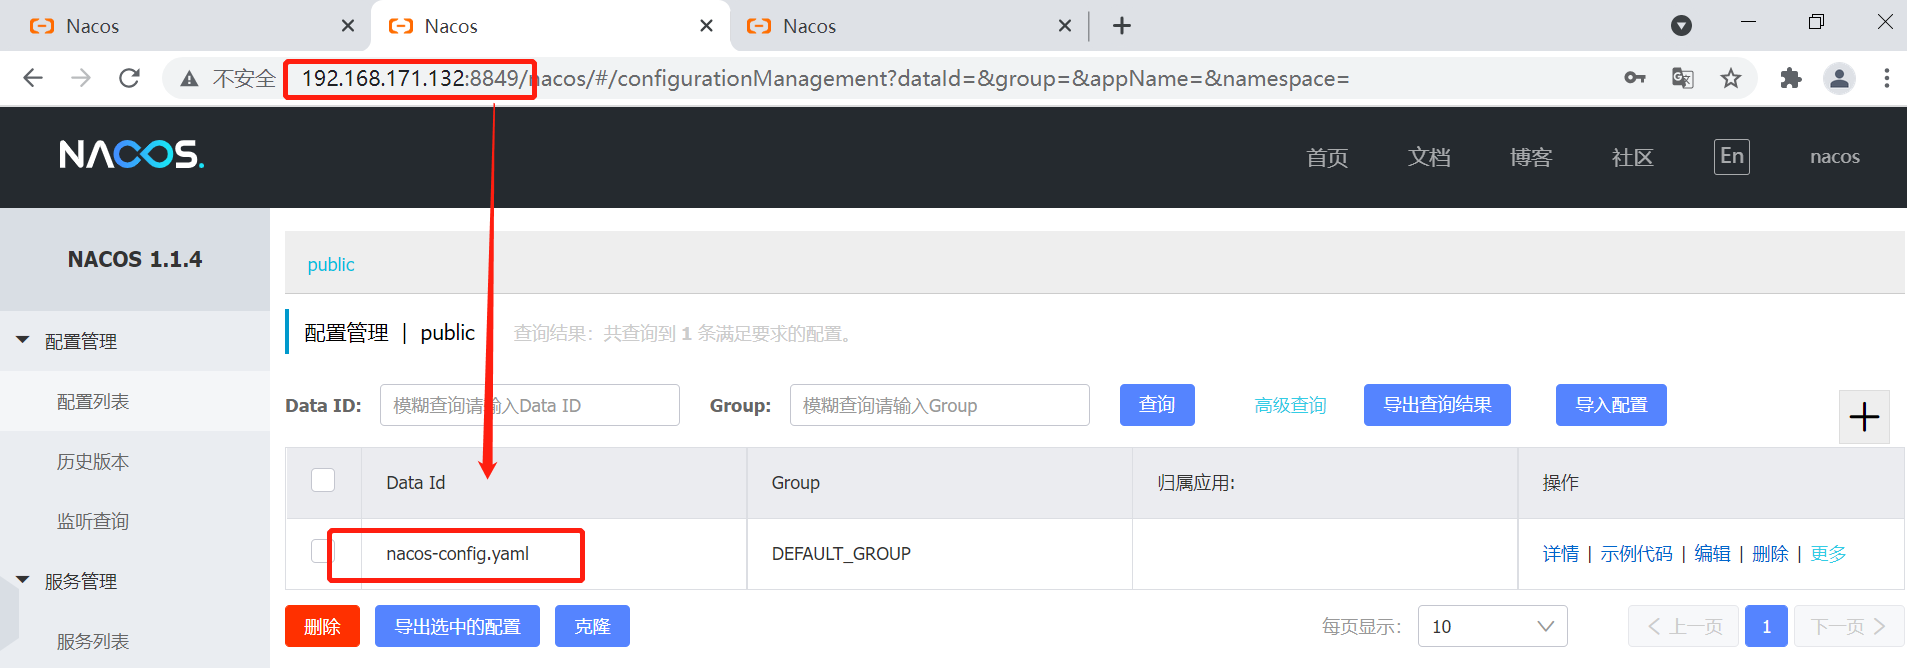 Nacos
Nacos
Nacos
不安全 192.168.171.132:8849/nacos/#/configurationManagement?dataId=&group=&appName=&namespace=
NACOS.
首页 文档 博客 社区 En nacos
NACOS 1.1.4
配置管理
配置列表
历史版本
监听查询
服务管理
服务列表
public
配置管理 | public 查询结果：共查询到 1 条满足要求的配置。
Data ID: 模糊查询请输入Data ID Group: 模糊查询请输入Group 查询 高级查询 导出查询结果 导入配置
Data Id Group 归属应用: 操作
nacos-config.yaml DEFAULT_GROUP 详情 | 示例代码 | 编辑 | 删除 | 更多
删除 导出选中的配置 克隆 每页显示: 10 上一页 1 下一页